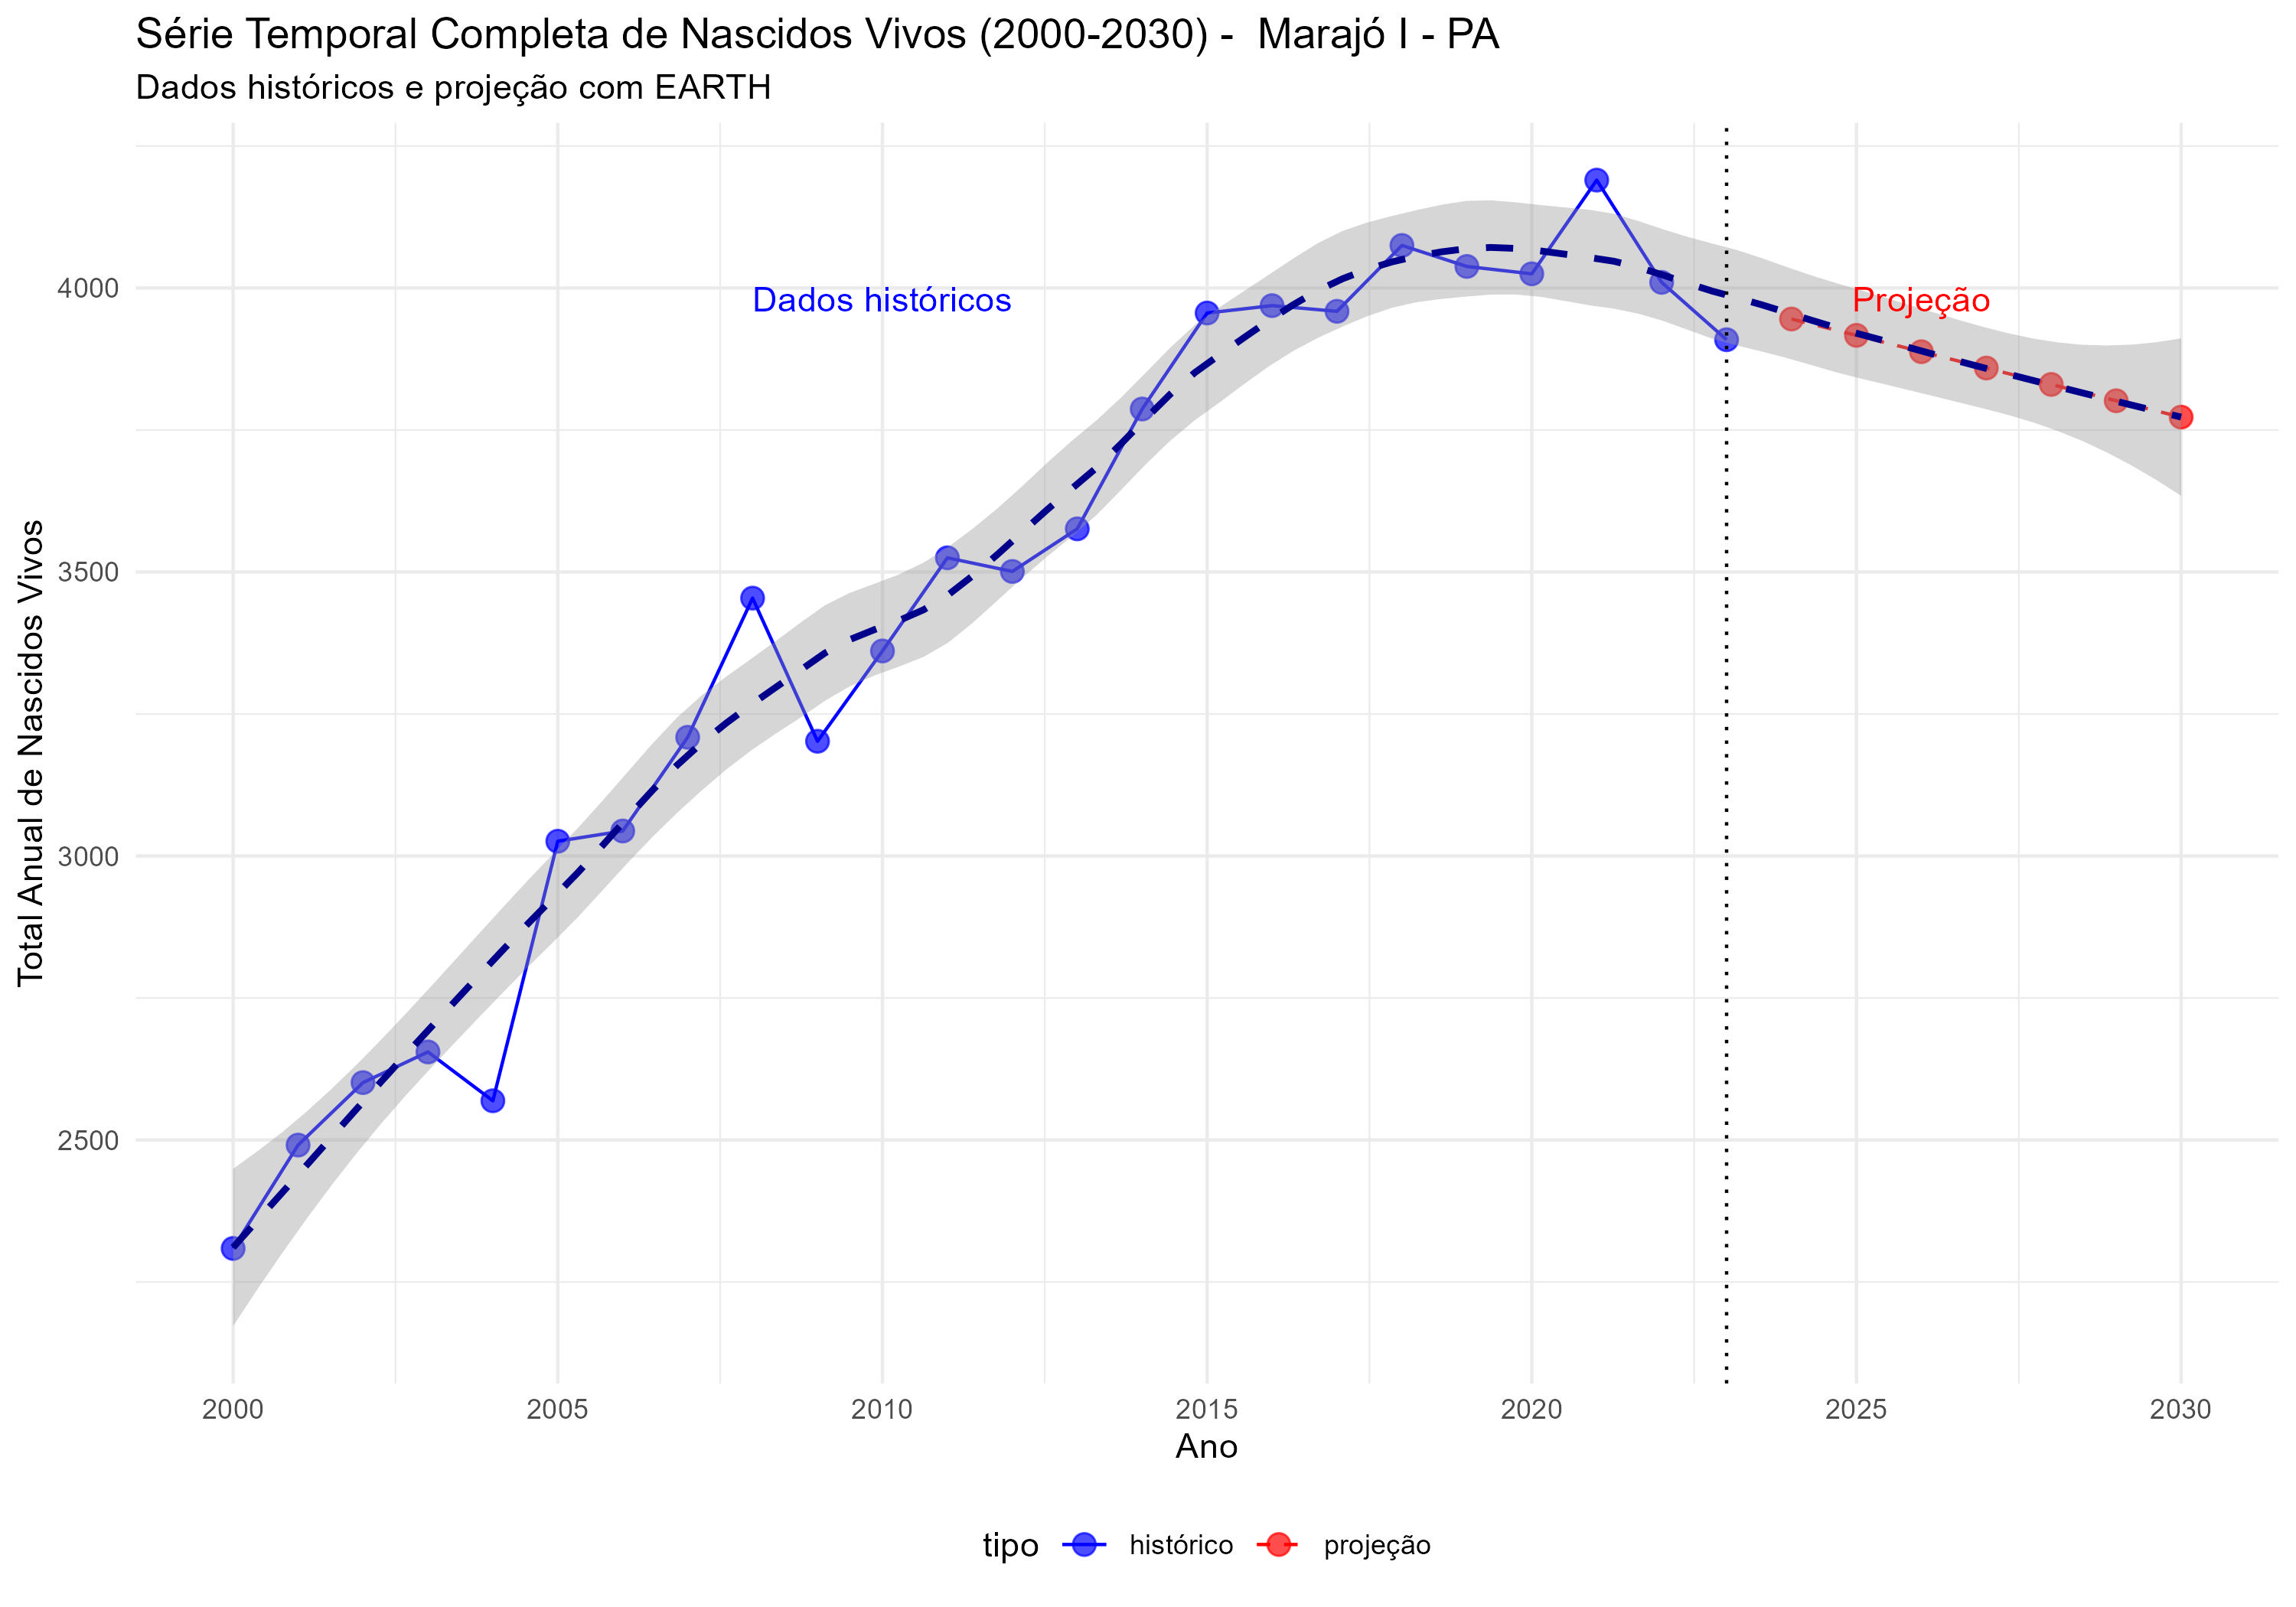 Série Temporal Completa de Nascidos Vivos (2000-2030) -  Marajó I - PA
Dados históricos e projeção com EARTH
Total Anual de Nascidos Vivos
4000
3500
3000
2500
Dados históricos
Projeção
2000 2005 2010 2015 2020 2025 2030
Ano
tipo histórico projeção